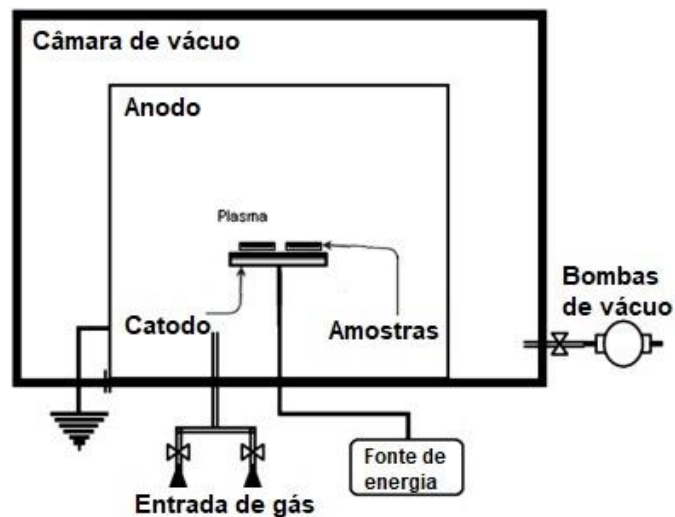 Câmara de vácuo
Anodo
Plasma
Catodo
Amostras
Bombas
de vácuo
Fonte de
energia
Entrada de gás